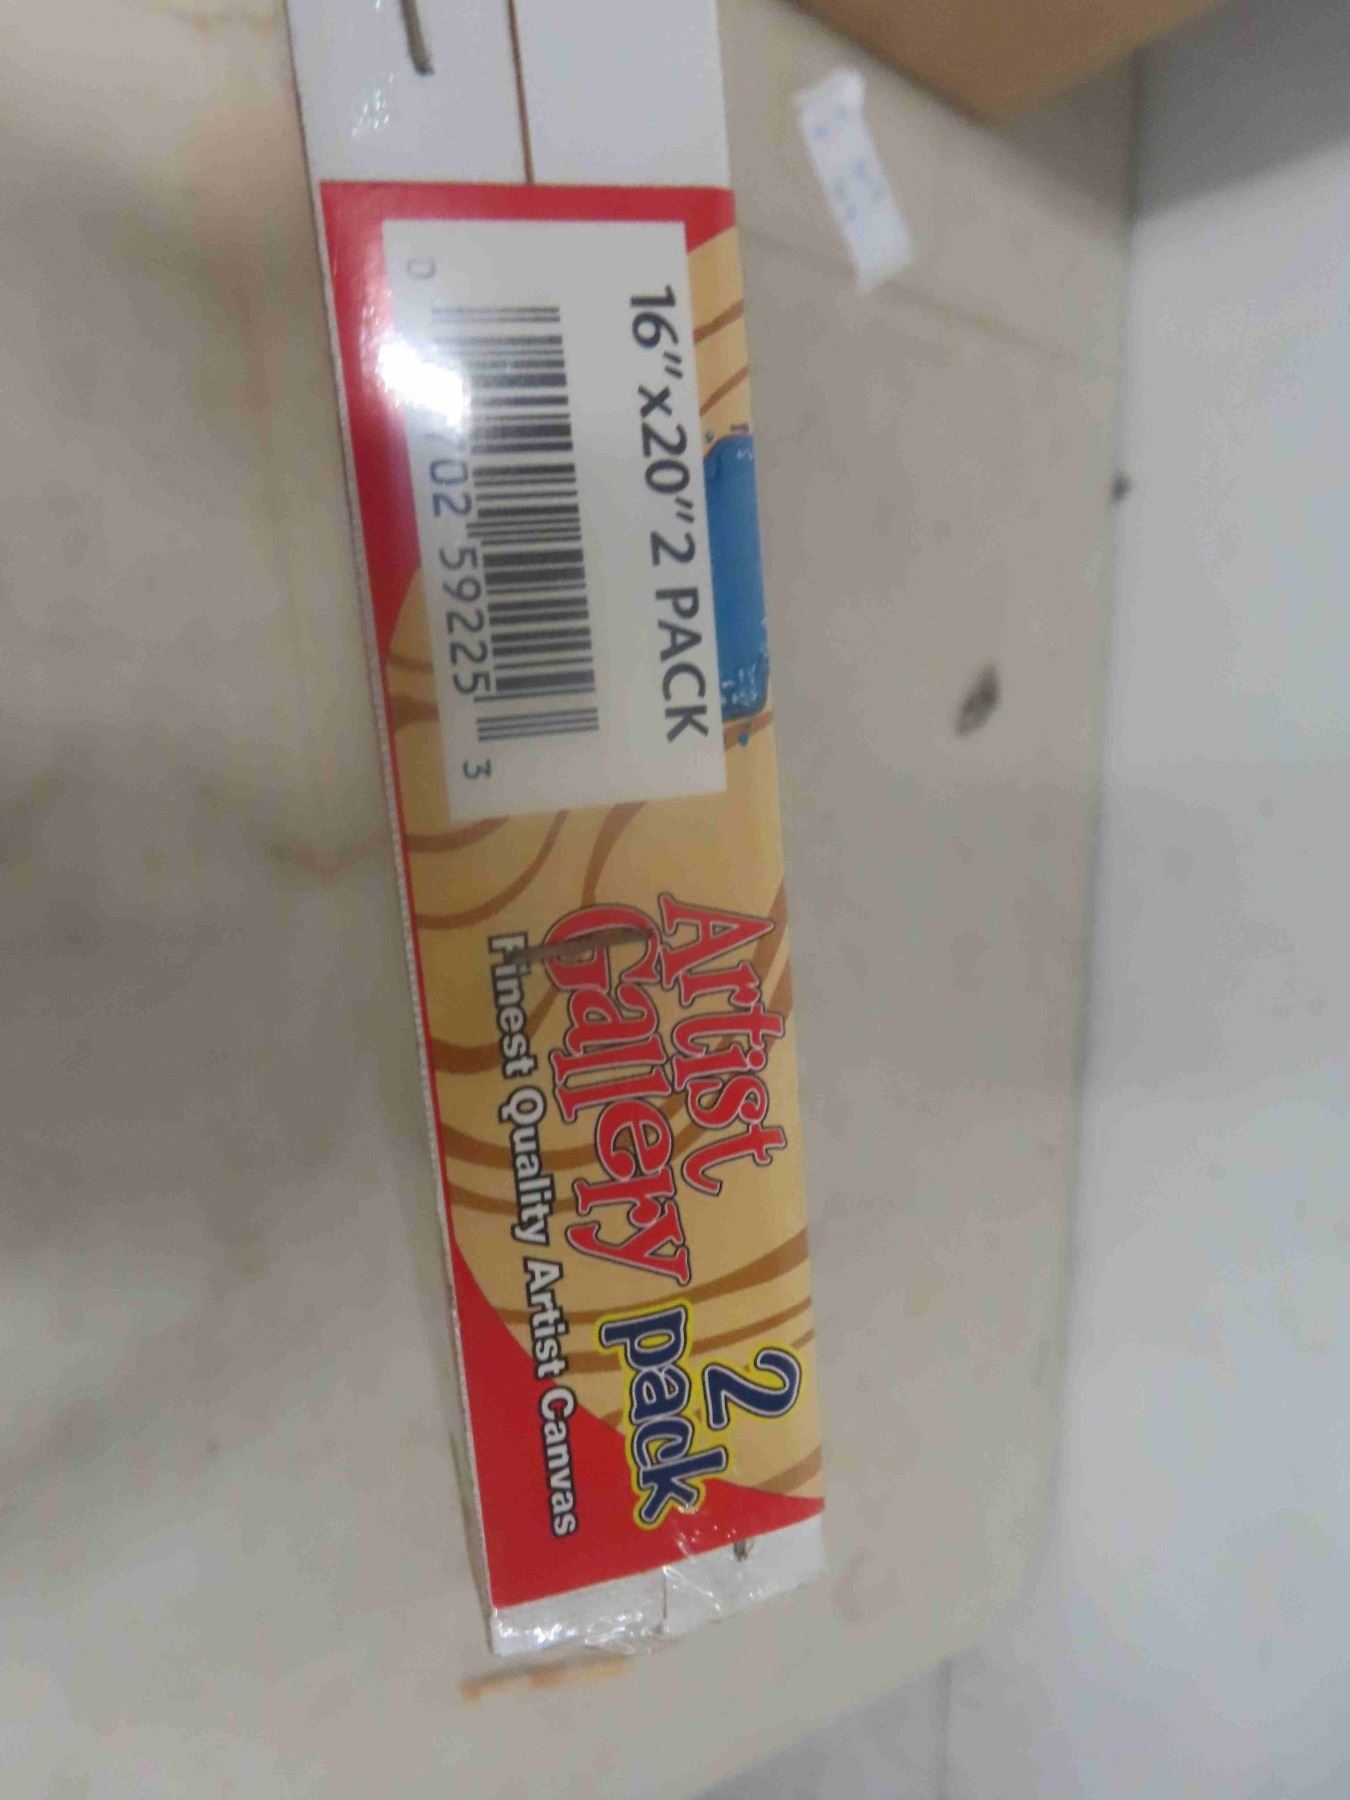 16"x20" 2 PACK
0 702 59225 3
Artist
Gallery
2
pack
Finest Quality Artist Canvas